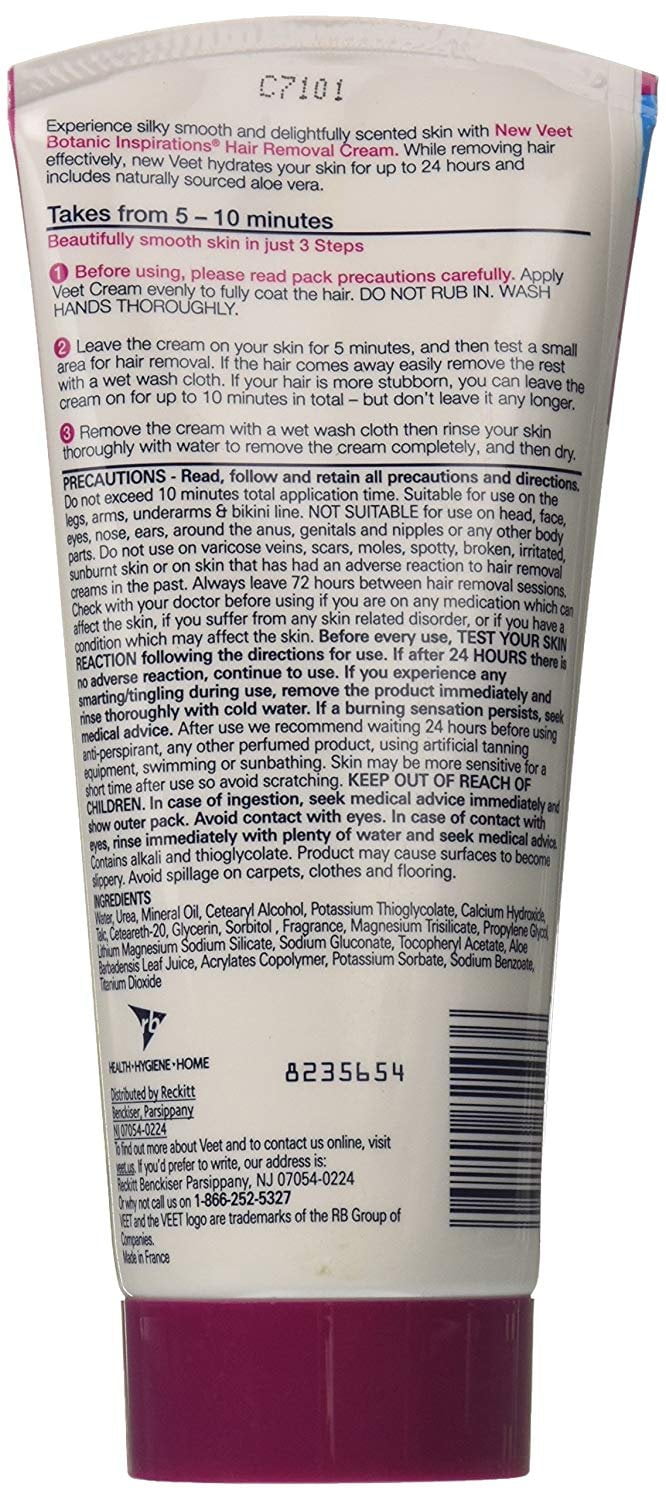 C7101
Experience silky smooth and delightfully scented skin with New Veet
Botanic Inspirations® Hair Removal Cream. While removing hair
effectively, new Veet hydrates your skin for up to 24 hours and
includes naturally sourced aloe vera.
Takes from 5 – 10 minutes
Beautifully smooth skin in just 3 Steps
1 Before using, please read pack precautions carefully. Apply
Veet Cream evenly to fully coat the hair. DO NOT RUB IN. WASH
HANDS THOROUGHLY.
2 Leave the cream on your skin for 5 minutes, and then test a small
area for hair removal. If the hair comes away easily remove the rest
with a wet wash cloth. If your hair is more stubborn, you can leave the
cream on for up to 10 minutes in total – but don't leave it any longer.
3 Remove the cream with a wet wash cloth then rinse your skin
thoroughly with water to remove the cream completely, and then dry.
PRECAUTIONS - Read, follow and retain all precautions and directions.
Do not exceed 10 minutes total application time. Suitable for use on the
legs, arms, underarms & bikini line. NOT SUITABLE for use on head, face,
eyes, nose, ears, around the anus, genitals and nipples or any other body
parts. Do not use on varicose veins, scars, moles, spotty, broken, irritated,
sunburnt skin or on skin that has had an adverse reaction to hair removal
creams in the past. Always leave 72 hours between hair removal sessions.
Check with your doctor before using if you are on any medication which can
affect the skin, if you suffer from any skin related disorder, or if you have a
condition which may affect the skin. Before every use, TEST YOUR SKIN
REACTION following the directions for use. If after 24 HOURS there is
no adverse reaction, continue to use. If you experience any
smarting/tingling during use, remove the product immediately and
rinse thoroughly with cold water. If a burning sensation persists, seek
medical advice. After use we recommend waiting 24 hours before using
anti-perspirant, any other perfumed product, using artificial tanning
equipment, swimming or sunbathing. Skin may be more sensitive for a
short time after use so avoid scratching. KEEP OUT OF REACH OF
CHILDREN. In case of ingestion, seek medical advice immediately and
show outer pack. Avoid contact with eyes. In case of contact with
eyes, rinse immediately with plenty of water and seek medical advice.
Contains alkali and thioglycolate. Product may cause surfaces to become
slippery. Avoid spillage on carpets, clothes and flooring.
INGREDIENTS
Water, Urea, Mineral Oil, Cetearyl Alcohol, Potassium Thioglycolate, Calcium Hydroxide,
Talc, Ceteareth-20, Glycerin, Sorbitol , Fragrance, Magnesium Trisilicate, Propylene Glycol,
Lithium Magnesium Sodium Silicate, Sodium Gluconate, Tocopheryl Acetate, Aloe
Barbadensis Leaf Juice, Acrylates Copolymer, Potassium Sorbate, Sodium Benzoate,
Titanium Dioxide
rb
HEALTH•HYGIENE•HOME
8235654
Distributed by Reckitt
Benckiser, Parsippany
NJ 07054-0224
To find out more about Veet and to contact us online, visit
veet.us. If you'd prefer to write, our address is:
Reckitt Benckiser Parsippany, NJ 07054-0224
Or why not call us on 1-866-252-5327
VEET and the VEET logo are trademarks of the RB Group of
Companies.
Made in France